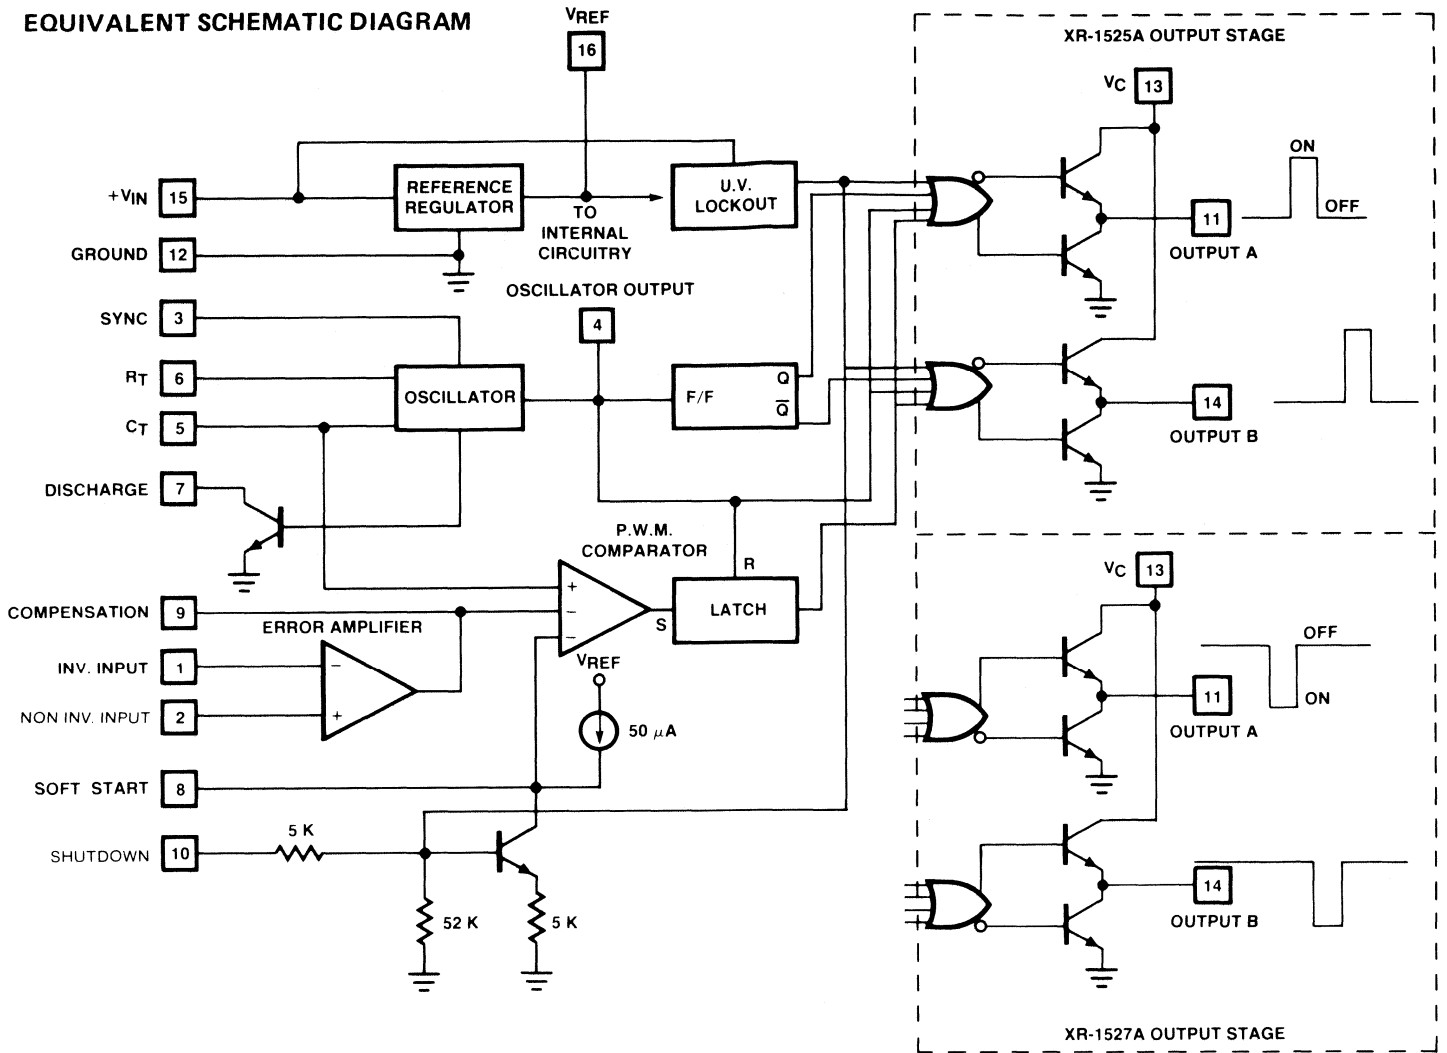 EQUIVALENT SCHEMATIC DIAGRAM
VREF
16
XR-1525A OUTPUT STAGE
VC 13
ON
OFF
+VIN 15
REFERENCE
REGULATOR
U.V.
LOCKOUT
TO
INTERNAL
CIRCUITRY
11
OUTPUT A
GROUND 12
OSCILLATOR OUTPUT
4
SYNC 3
RT 6
OSCILLATOR
F/F
Q
Q̅
CT 5
14
OUTPUT B
DISCHARGE 7
P.W.M.
COMPARATOR
+
−
−
R
S
LATCH
VC 13
COMPENSATION 9
ERROR AMPLIFIER
INV. INPUT 1
−
NON INV. INPUT 2
+
VREF
50 μA
OFF
ON
11
OUTPUT A
SOFT START 8
5 K
SHUTDOWN 10
52 K
5 K
14
OUTPUT B
XR-1527A OUTPUT STAGE